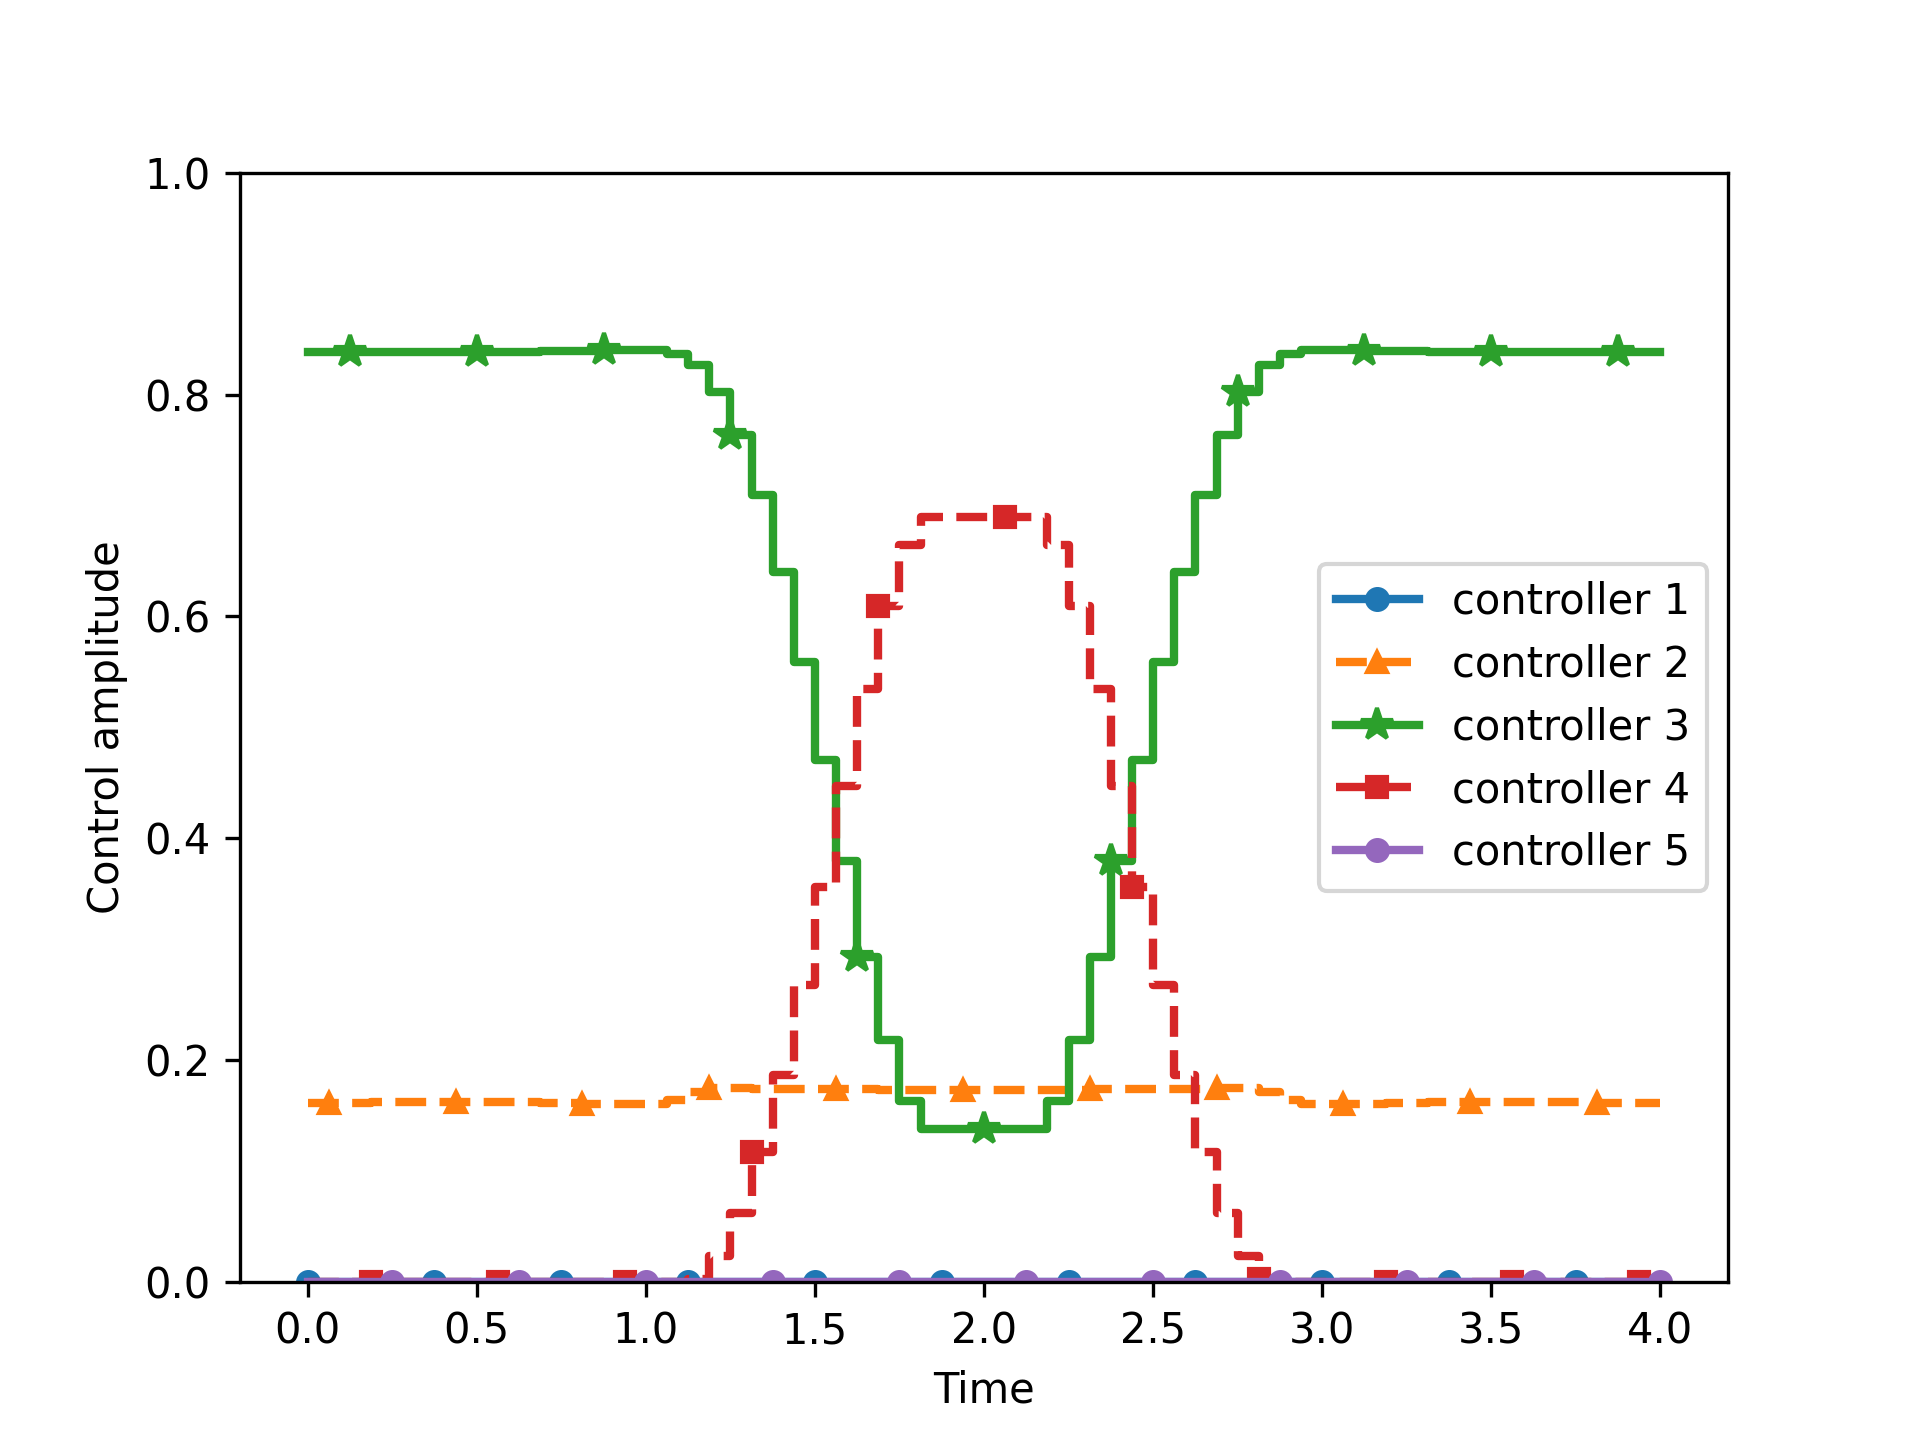 1.0
0.8
0.6
0.4
0.2
0.0
Control amplitude
controller 1
controller 2
controller 3
controller 4
controller 5
0.0 0.5 1.0 1.5 2.0 2.5 3.0 3.5 4.0
Time